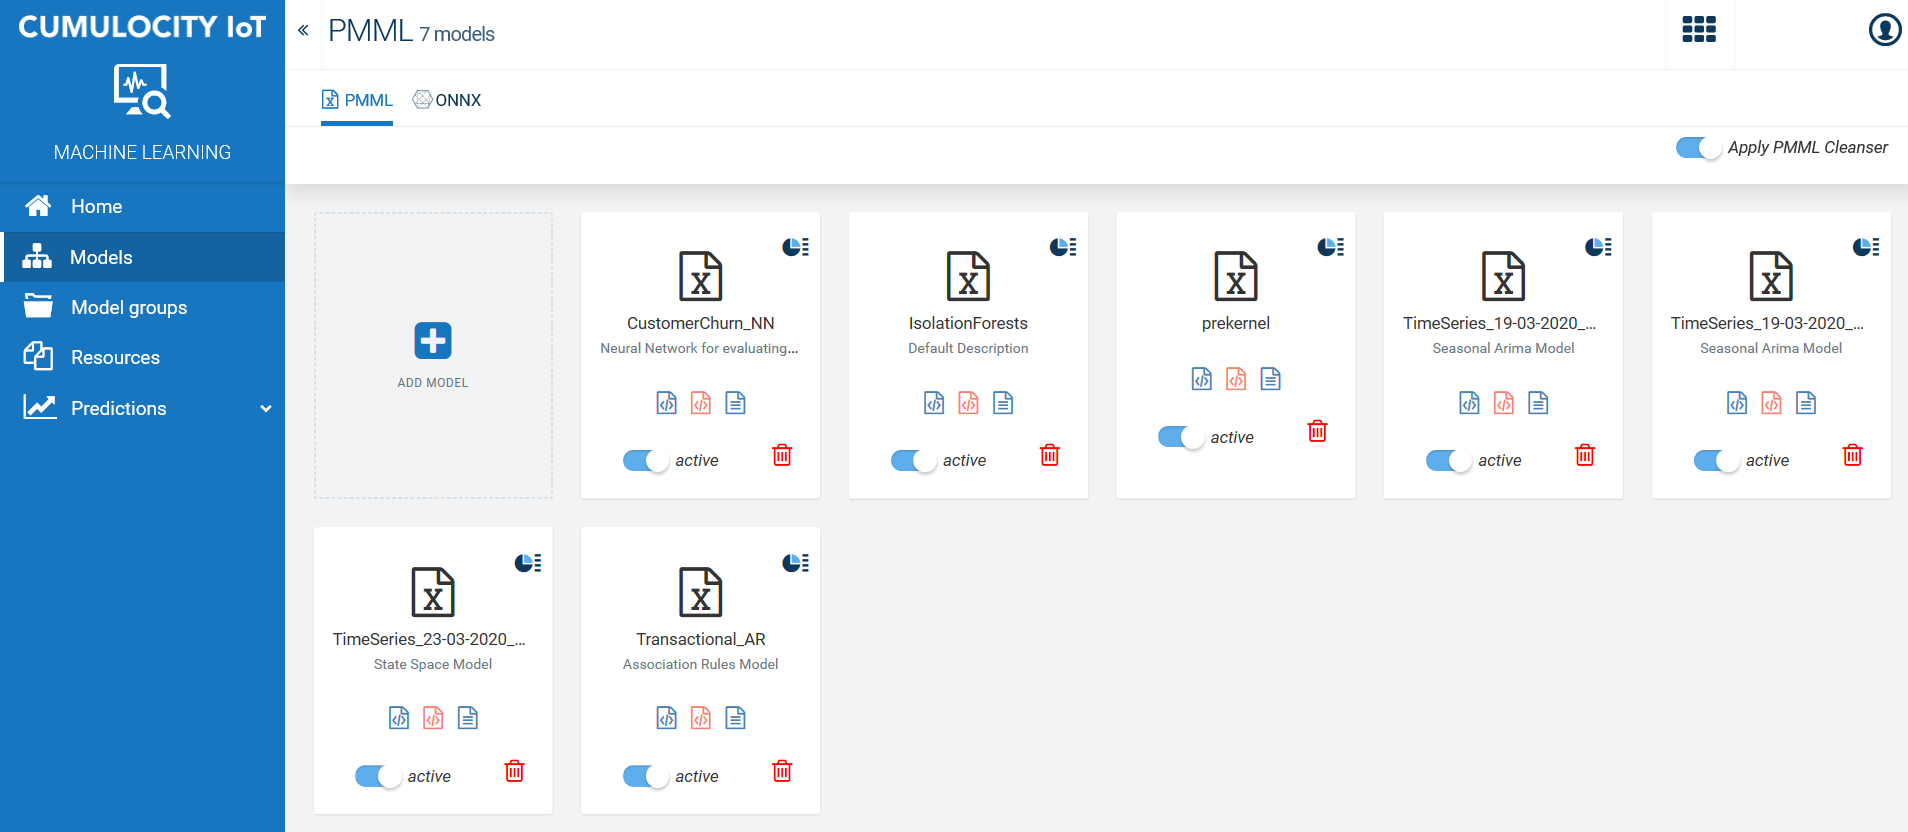 CUMULOCITY IoT
MACHINE LEARNING
Home
Models
Model groups
Resources
Predictions
PMML 7 models
PMML
ONNX
Apply PMML Cleanser
ADD MODEL
CustomerChurn_NN
Neural Network for evaluating...
active
IsolationForests
Default Description
active
prekernel
active
TimeSeries_19-03-2020_...
Seasonal Arima Model
active
TimeSeries_19-03-2020_...
Seasonal Arima Model
active
TimeSeries_23-03-2020_...
State Space Model
active
Transactional_AR
Association Rules Model
active